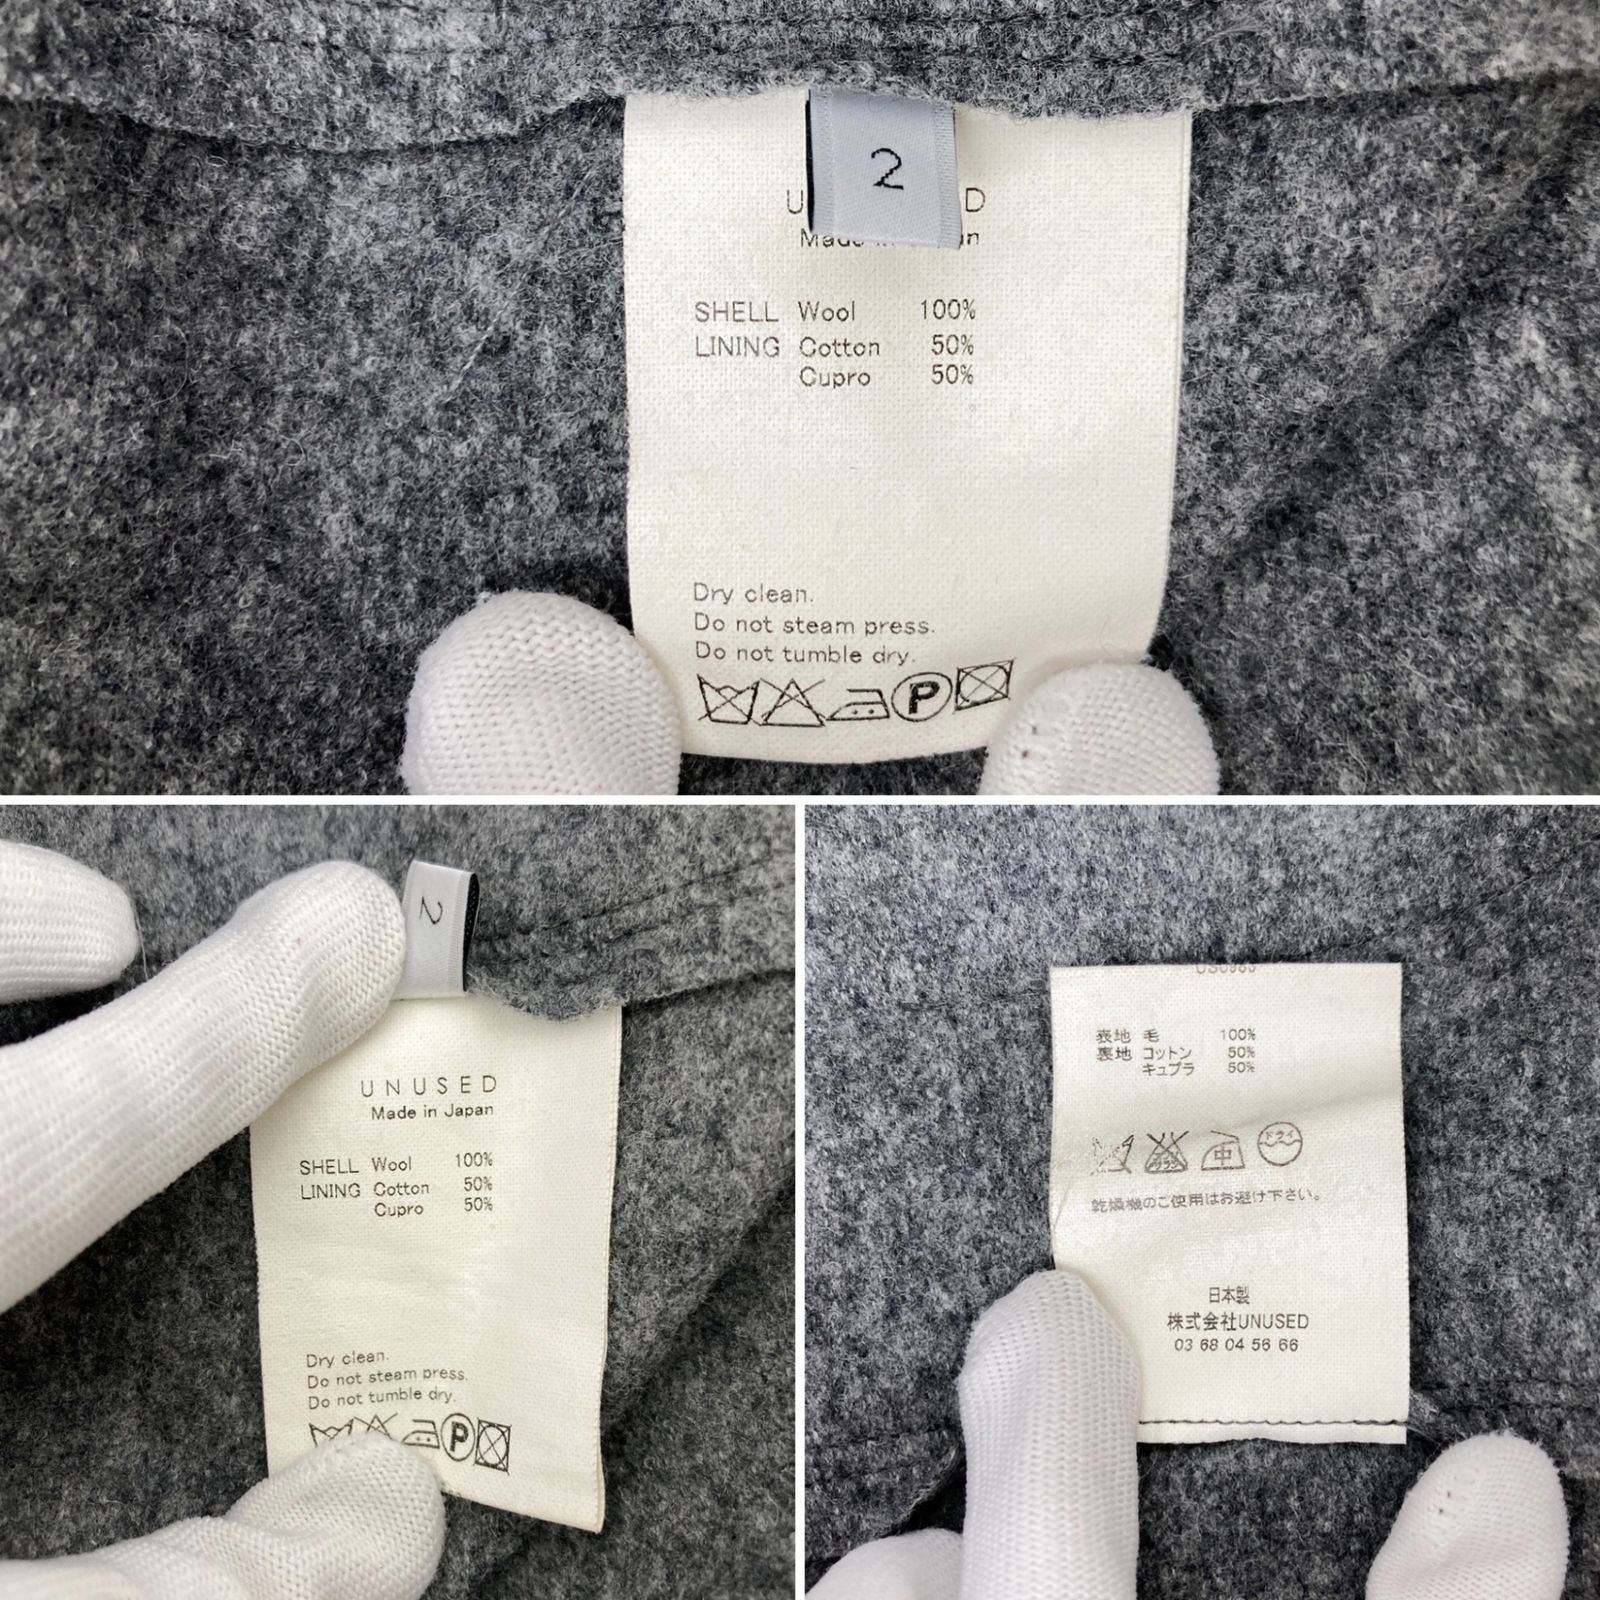 2
SHELL Wool 100%
LINING Cotton 50%
Cupro 50%
Dry clean.
Do not steam press.
Do not tumble dry.
P
2
UNUSED
Made in Japan
SHELL Wool 100%
LINING Cotton 50%
Cupro 50%
Dry clean.
Do not steam press.
Do not tumble dry.
P
表地 毛 100%
裏地 コットン 50%
キュプラ 50%
中 ドライ
乾燥機のご使用はお避け下さい。
日本製
株式会社UNUSED
03 68 04 56 66